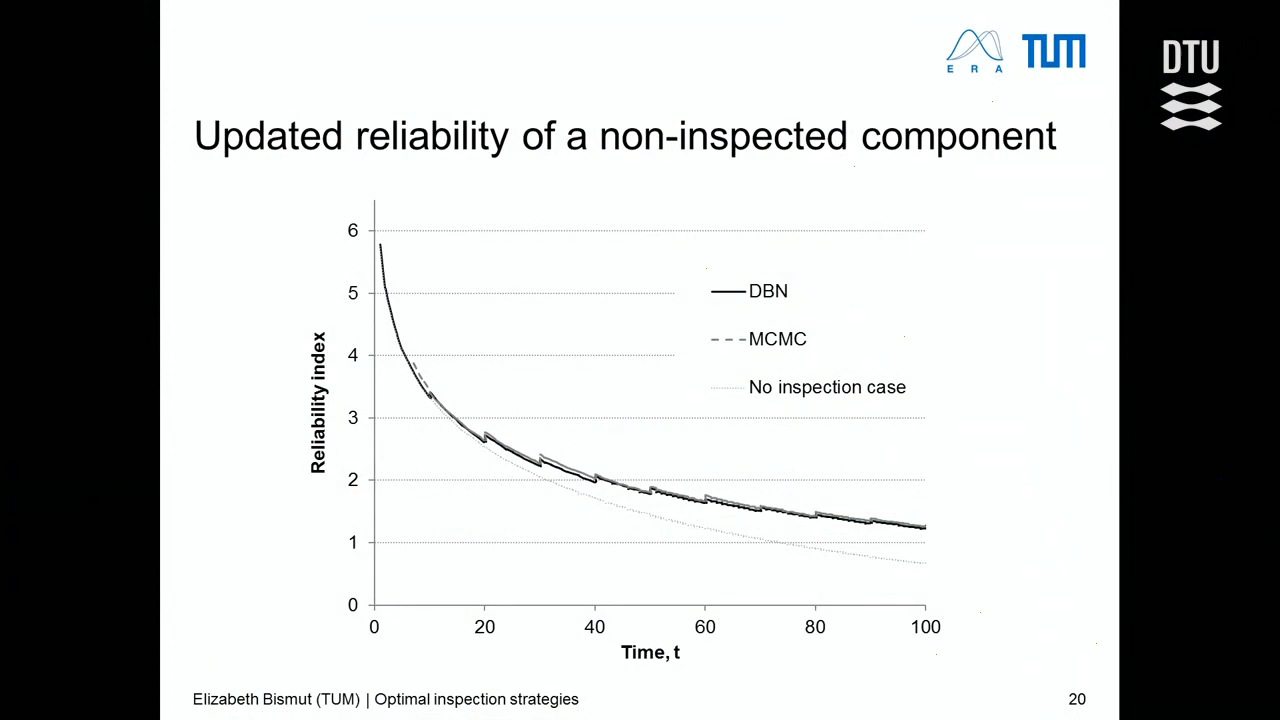 E R A
TUM
DTU
Updated reliability of a non-inspected component
6
5
4
3
2
1
0
Reliability index
DBN
MCMC
No inspection case
0 20 40 60 80 100
Time, t
Elizabeth Bismut (TUM) | Optimal inspection strategies
20